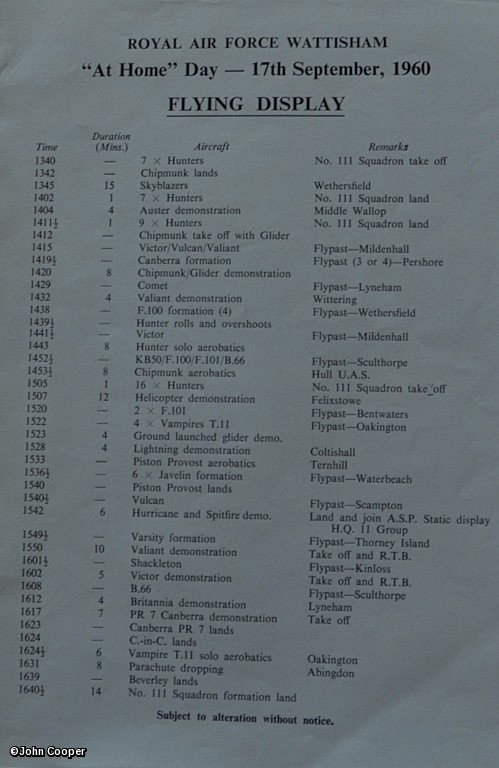 ROYAL AIR FORCE WATTISHAM
“At Home” Day — 17th September, 1960
FLYING DISPLAY
Time Duration (Mins.) Aircraft Remarks
1340 — 7 × Hunters No. 111 Squadron take off
1342 — Chipmunk lands
1345 15 Skyblazers Wethersfield
1402 1 7 × Hunters No. 111 Squadron land
1404 4 Auster demonstration Middle Wallop
1411½ 1 9 × Hunters No. 111 Squadron land
1412 — Chipmunk take off with Glider
1415 — Victor/Vulcan/Valiant Flypast—Mildenhall
1419½ — Canberra formation Flypast (3 or 4)—Pershore
1420 8 Chipmunk/Glider demonstration
1429 — Comet Flypast—Lyneham
1432 4 Valiant demonstration Wittering
1438 — F.100 formation (4) Flypast—Wethersfield
1439½ — Hunter rolls and overshoots
1441½ — Victor Flypast—Mildenhall
1443 8 Hunter solo aerobatics
1452½ — KB50/F.100/F.101/B.66 Flypast—Sculthorpe
1453½ 8 Chipmunk aerobatics Hull U.A.S.
1505 1 16 × Hunters No. 111 Squadron take off
1507 12 Helicopter demonstration Felixstowe
1520 — 2 × F.101 Flypast—Bentwaters
1522 — 4 × Vampires T.11 Flypast—Oakington
1523 4 Ground launched glider demo.
1528 4 Lightning demonstration Coltishall
1533 — Piston Provost aerobatics Ternhill
1536½ — 6 × Javelin formation Flypast—Waterbeach
1540 — Piston Provost lands
1540½ — Vulcan Flypast—Scampton
1542 6 Hurricane and Spitfire demo. Land and join A.S.P. Static display
H.Q. 11 Group
1549½ — Varsity formation Flypast—Thorney Island
1550 10 Valiant demonstration Take off and R.T.B.
1601½ — Shackleton Flypast—Kinloss
1602 5 Victor demonstration Take off and R.T.B.
1608 — B.66 Flypast—Sculthorpe
1612 4 Britannia demonstration Lyneham
1617 7 PR 7 Canberra demonstration Take off
1623 — Canberra PR 7 lands
1624 — C.-in-C. lands
1624½ 6 Vampire T.11 solo aerobatics Oakington
1631 8 Parachute dropping Abingdon
1639 — Beverley lands
1640½ 14 No. 111 Squadron formation land
Subject to alteration without notice.
©John Cooper